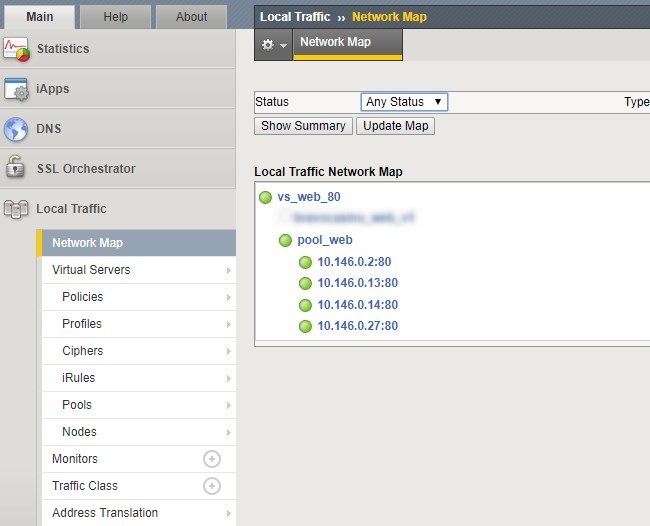 Main Help About
Local Traffic ›› Network Map
Network Map
Statistics
iApps
DNS
SSL Orchestrator
Local Traffic
Network Map
Virtual Servers
Policies
Profiles
Ciphers
iRules
Pools
Nodes
Monitors
Traffic Class
Address Translation
Status Any Status Type
Show Summary Update Map
Local Traffic Network Map
vs_web_80
pool_web
10.146.0.2:80
10.146.0.13:80
10.146.0.14:80
10.146.0.27:80